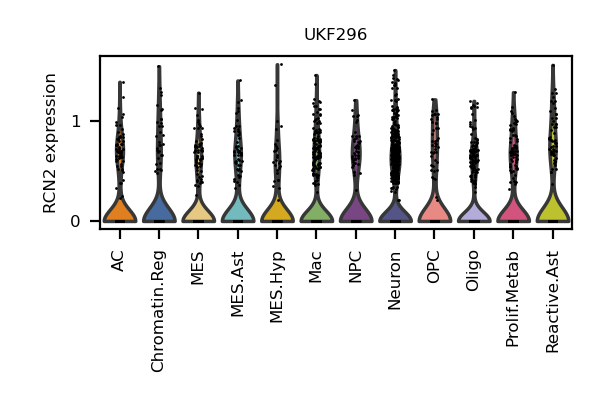 UKF296
RCN2 expression
1
0
AC
Chromatin.Reg
MES
MES.Ast
MES.Hyp
Mac
NPC
Neuron
OPC
Oligo
Prolif.Metab
Reactive.Ast